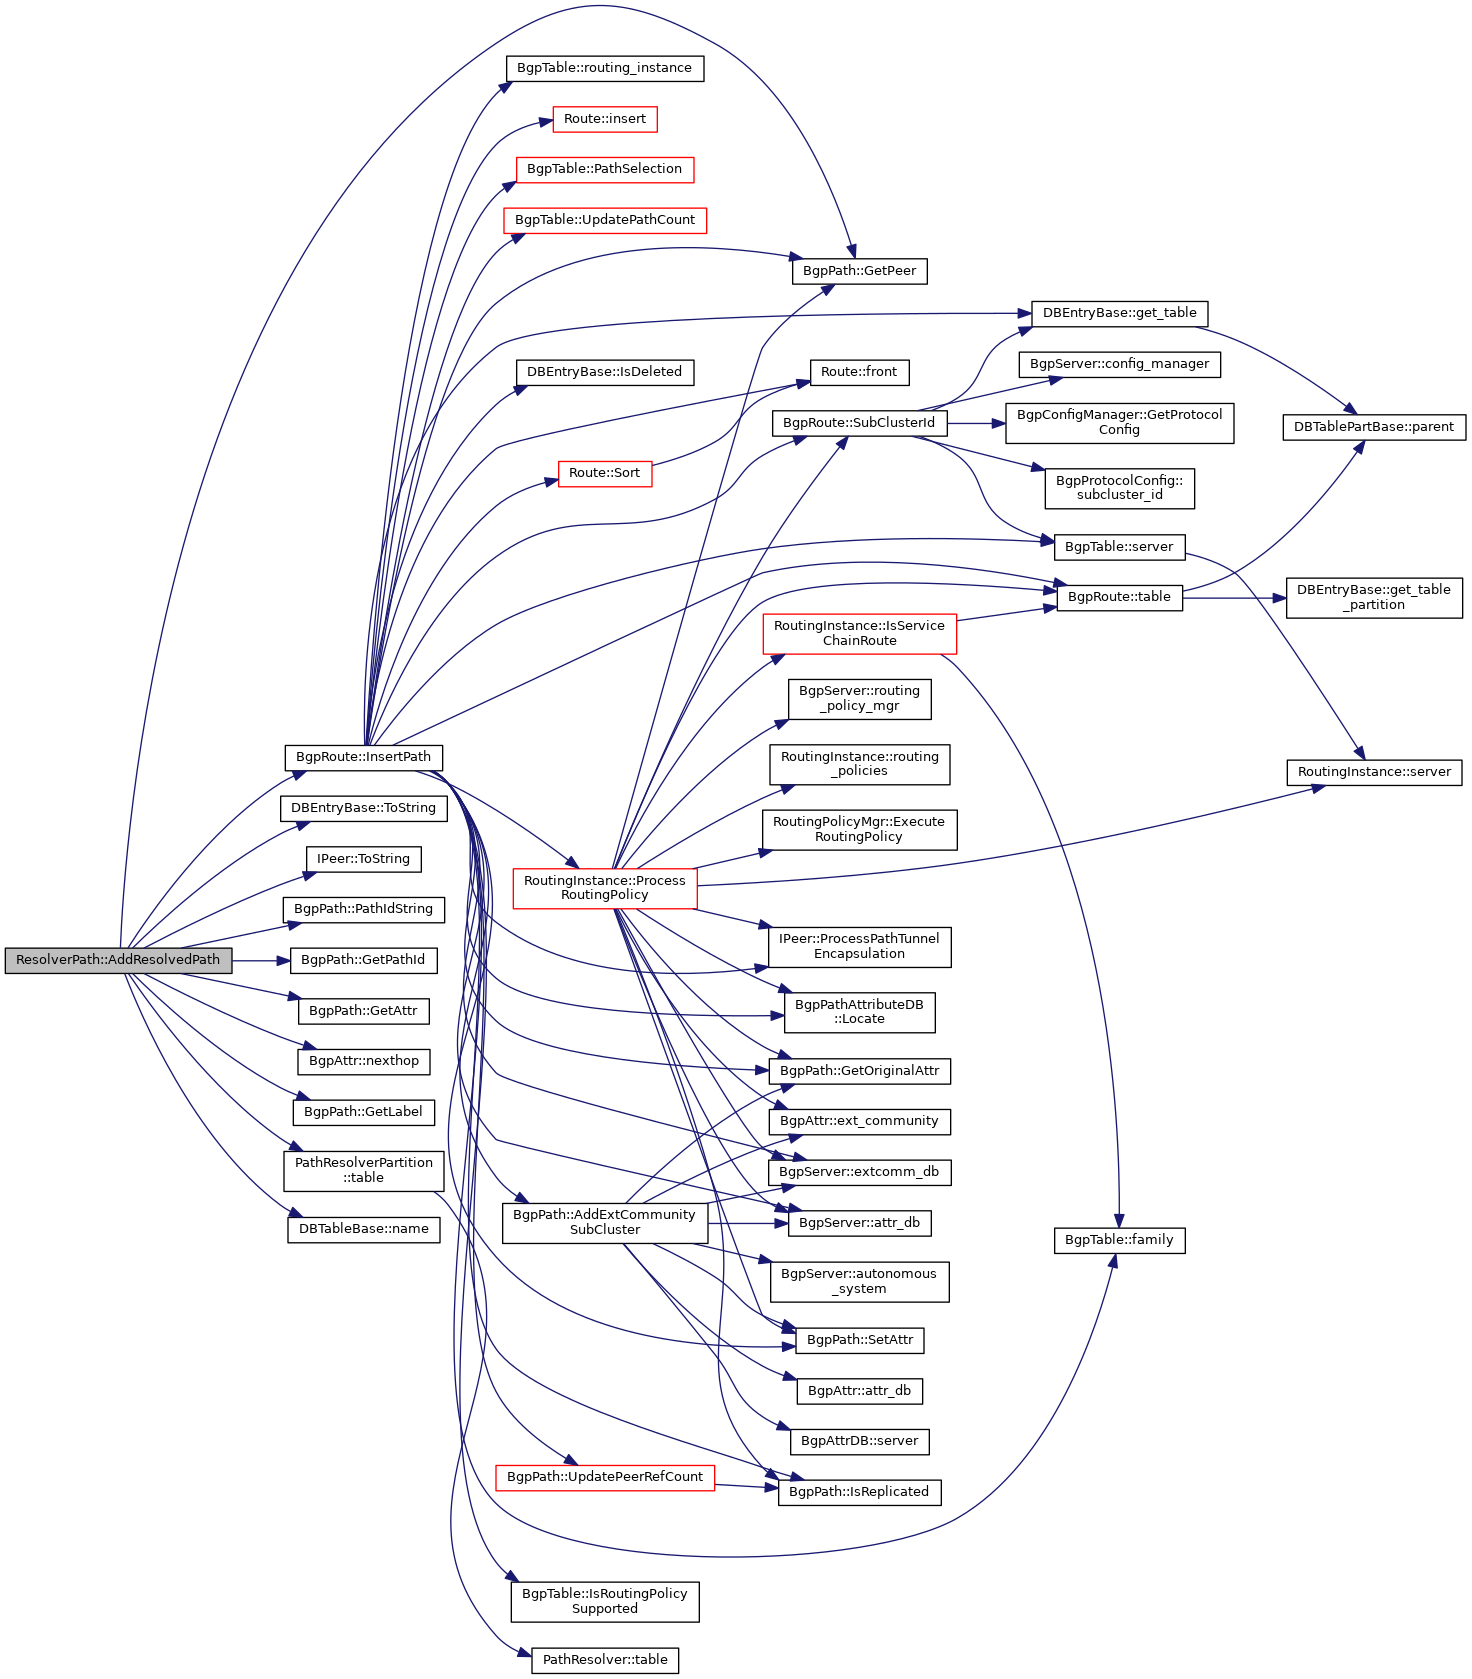 BgpTable::routing_instance
Route::insert
BgpTable::PathSelection
BgpTable::UpdatePathCount
BgpPath::GetPeer
DBEntryBase::get_table
BgpServer::config_manager
DBEntryBase::IsDeleted
Route::front
BgpRoute::SubClusterId
BgpConfigManager::GetProtocol
Config
DBTablePartBase::parent
Route::Sort
BgpProtocolConfig::
subcluster_id
BgpTable::server
BgpRoute::table
DBEntryBase::get_table
_partition
RoutingInstance::IsService
ChainRoute
BgpServer::routing
_policy_mgr
BgpRoute::InsertPath
RoutingInstance::routing
_policies
RoutingInstance::server
DBEntryBase::ToString
RoutingPolicyMgr::Execute
RoutingPolicy
IPeer::ToString
RoutingInstance::Process
RoutingPolicy
BgpPath::PathIdString
IPeer::ProcessPathTunnel
Encapsulation
ResolverPath::AddResolvedPath
BgpPath::GetPathId
BgpPath::GetAttr
BgpPathAttributeDB
::Locate
BgpAttr::nexthop
BgpPath::GetOriginalAttr
BgpPath::GetLabel
BgpAttr::ext_community
PathResolverPartition
::table
BgpServer::extcomm_db
DBTableBase::name
BgpPath::AddExtCommunity
SubCluster
BgpServer::attr_db
BgpTable::family
BgpServer::autonomous
_system
BgpPath::SetAttr
BgpAttr::attr_db
BgpAttrDB::server
BgpPath::UpdatePeerRefCount
BgpPath::IsReplicated
BgpTable::IsRoutingPolicy
Supported
PathResolver::table